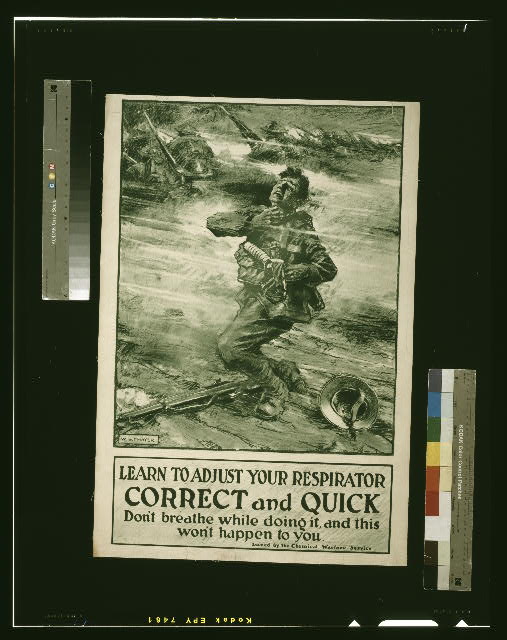 LEARN TO ADJUST YOUR RESPIRATOR
CORRECT and QUICK
Don't breathe while doing it, and this
won't happen to you.
Issued by the Chemical Warfare Service
Kodak EPY 7461